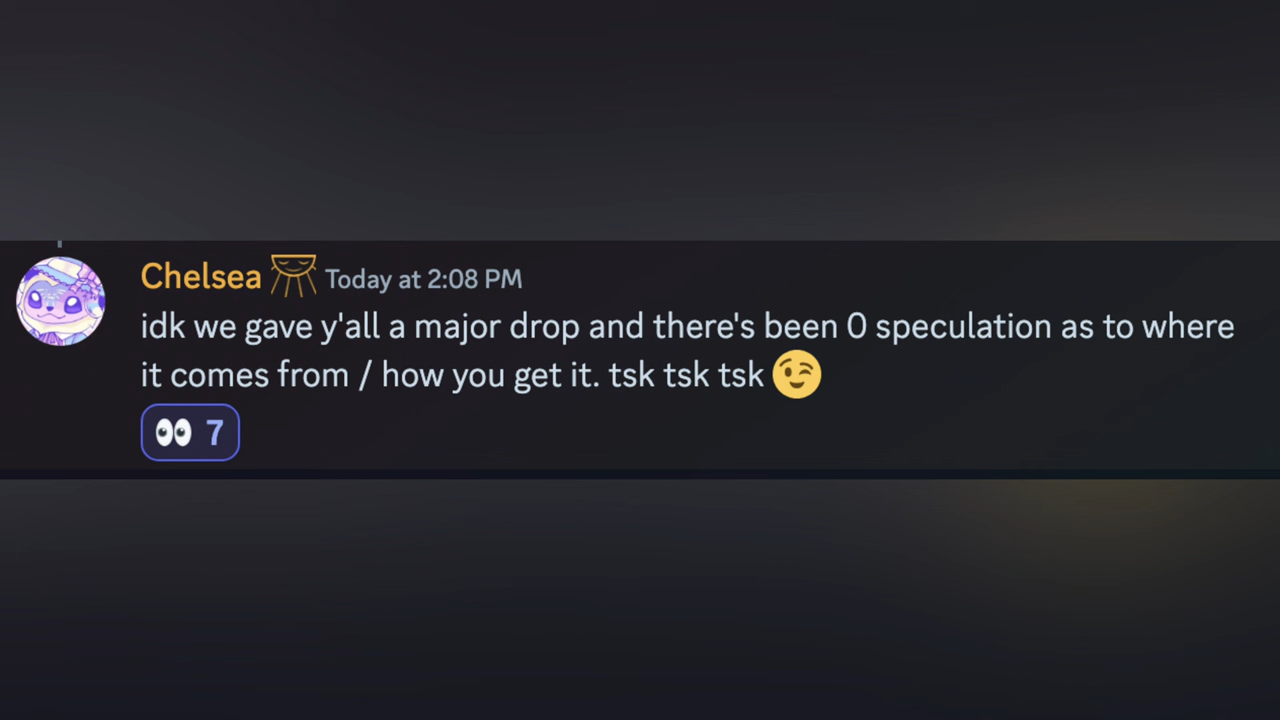 Chelsea Today at 2:08 PM
idk we gave y'all a major drop and there's been 0 speculation as to where
it comes from / how you get it. tsk tsk tsk 😉
👀 7